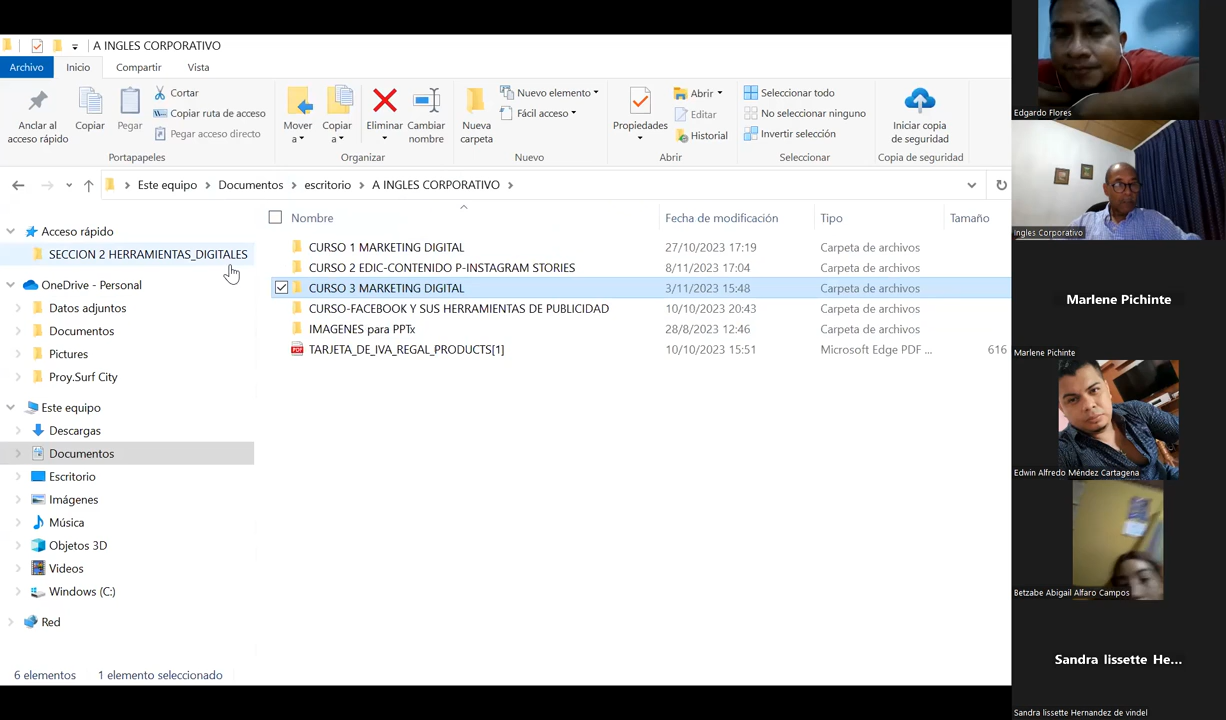 A INGLES CORPORATIVO
Archivo
Inicio
Compartir
Vista
Anclar al
acceso rápido
Copiar
Pegar
Cortar
Copiar ruta de acceso
Pegar acceso directo
Portapapeles
Mover
a
Copiar
a
Eliminar
Cambiar
nombre
Organizar
Nueva
carpeta
Nuevo elemento
Fácil acceso
Nuevo
Propiedades
Abrir
Editar
Historial
Abrir
Seleccionar todo
No seleccionar ninguno
Invertir selección
Seleccionar
Iniciar copia
de seguridad
Copia de seguridad
Este equipo
Documentos
escritorio
A INGLES CORPORATIVO
Acceso rápido
SECCION 2 HERRAMIENTAS_DIGITALES
OneDrive - Personal
Datos adjuntos
Documentos
Pictures
Proy.Surf City
Este equipo
Descargas
Documentos
Escritorio
Imágenes
Música
Objetos 3D
Videos
Windows (C:)
Red
Nombre Fecha de modificación Tipo Tamaño
CURSO 1 MARKETING DIGITAL 27/10/2023 17:19 Carpeta de archivos
CURSO 2 EDIC-CONTENIDO P-INSTAGRAM STORIES 8/11/2023 17:04 Carpeta de archivos
CURSO 3 MARKETING DIGITAL 3/11/2023 15:48 Carpeta de archivos
CURSO-FACEBOOK Y SUS HERRAMIENTAS DE PUBLICIDAD 10/10/2023 20:43 Carpeta de archivos
IMAGENES para PPTx 28/8/2023 12:46 Carpeta de archivos
TARJETA_DE_IVA_REGAL_PRODUCTS[1] 10/10/2023 15:51 Microsoft Edge PDF ... 616
6 elementos
1 elemento seleccionado
Edgardo Flores
Ingles Corporativo
Marlene Pichinte
Marlene Pichinte
Edwin Alfredo Méndez Cartagena
Betzabe Abigail Alfaro Campos
Sandra lissette He...
Sandra lissette Hernandez de vindel